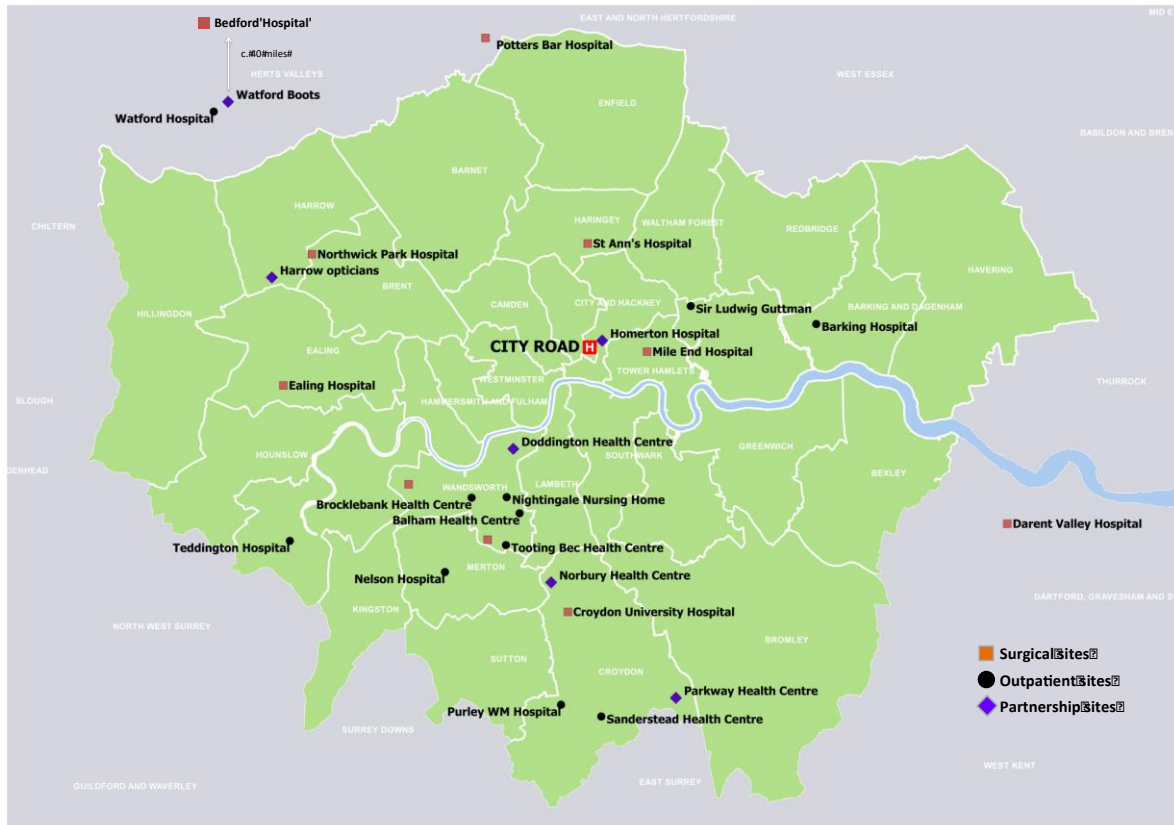 Bedford'Hospital'
EAST AND NORTH HERTFORDSHIRE
MID E
Potters Bar Hospital
c.#40#miles#
HERTS VALLEYS
WEST ESSEX
Watford Boots
ENFIELD
Watford Hospital
BASILDON AND BREN
BARNET
HARROW
HARINGEY
WALTHAM FOREST
CHILTERN
REDBRIDGE
St Ann's Hospital
Northwick Park Hospital
HAVERING
Harrow opticians
BRENT
CAMDEN
CITY AND HACKNEY
BARKING AND DAGENHAM
Sir Ludwig Guttman
HILLINGDON
Barking Hospital
Homerton Hospital
CITY ROAD H
Mile End Hospital
EALING
TOWER HAMLETS
WESTMINSTER
THURROCK
Ealing Hospital
SLOUGH
HAMMERSMITH AND FULHAM
Doddington Health Centre
GREENWICH
HOUNSLOW
SOUTHWARK
DENHEAD
BEXLEY
LAMBETH
WANDSWORTH
Nightingale Nursing Home
Brocklebank Health Centre
Balham Health Centre
Darent Valley Hospital
Teddington Hospital
Tooting Bec Health Centre
MERTON
Nelson Hospital
Norbury Health Centre
DARTFORD, GRAVESHAM AND S
KINGSTON
Croydon University Hospital
NORTH WEST SURREY
BROMLEY
Surgical sites
SUTTON
CROYDON
Outpatient sites
Parkway Health Centre
Partnership sites
Purley WM Hospital
Sanderstead Health Centre
SURREY DOWNS
WEST KENT
EAST SURREY
GUILDFORD AND WAVERLEY